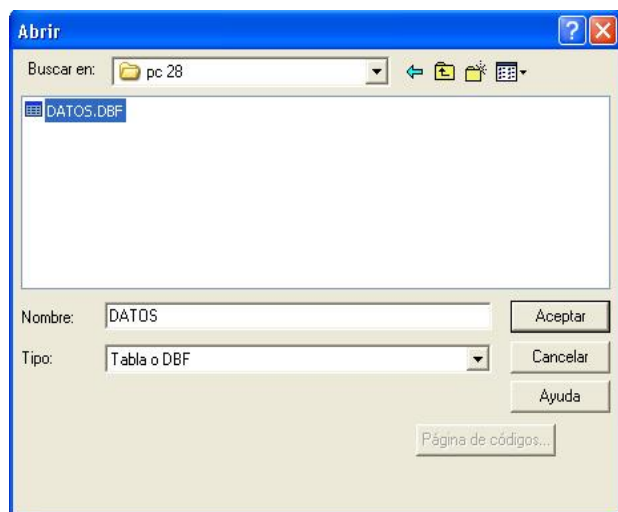 Abrir
Buscar en: pc 28
DATOS.DBF
Nombre: DATOS Aceptar
Tipo: Tabla o DBF Cancelar
Ayuda
Página de códigos...